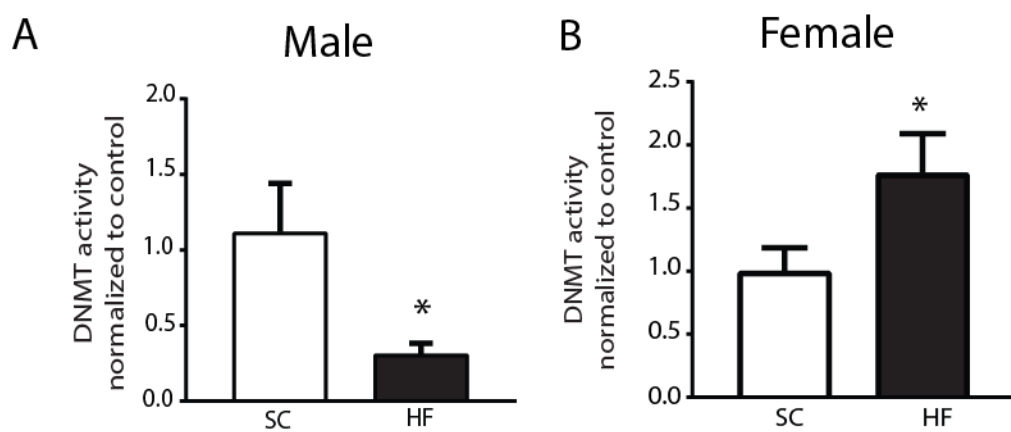 A
Male
DNMT activity
normalized to control
2.0
1.5
1.0
0.5
0.0
*
SC
HF
B
Female
DNMT activity
normalized to control
2.5
2.0
1.5
1.0
0.5
0.0
*
SC
HF